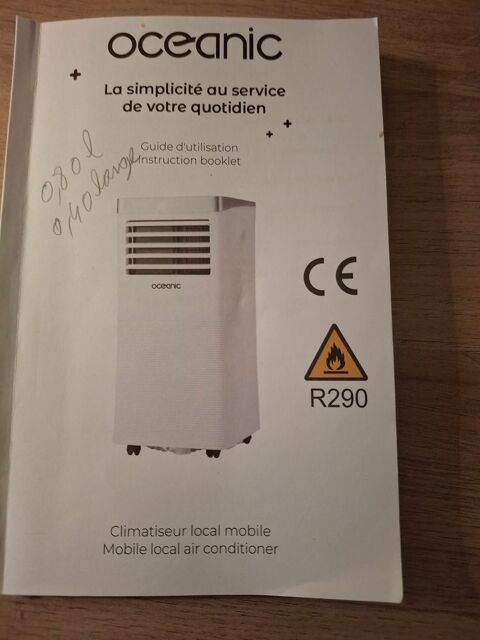 oceanic
La simplicité au service
de votre quotidien
Guide d'utilisation
Instruction booklet
0,80 l
0,40 large
oceanic
CE
R290
Climatiseur local mobile
Mobile local air conditioner